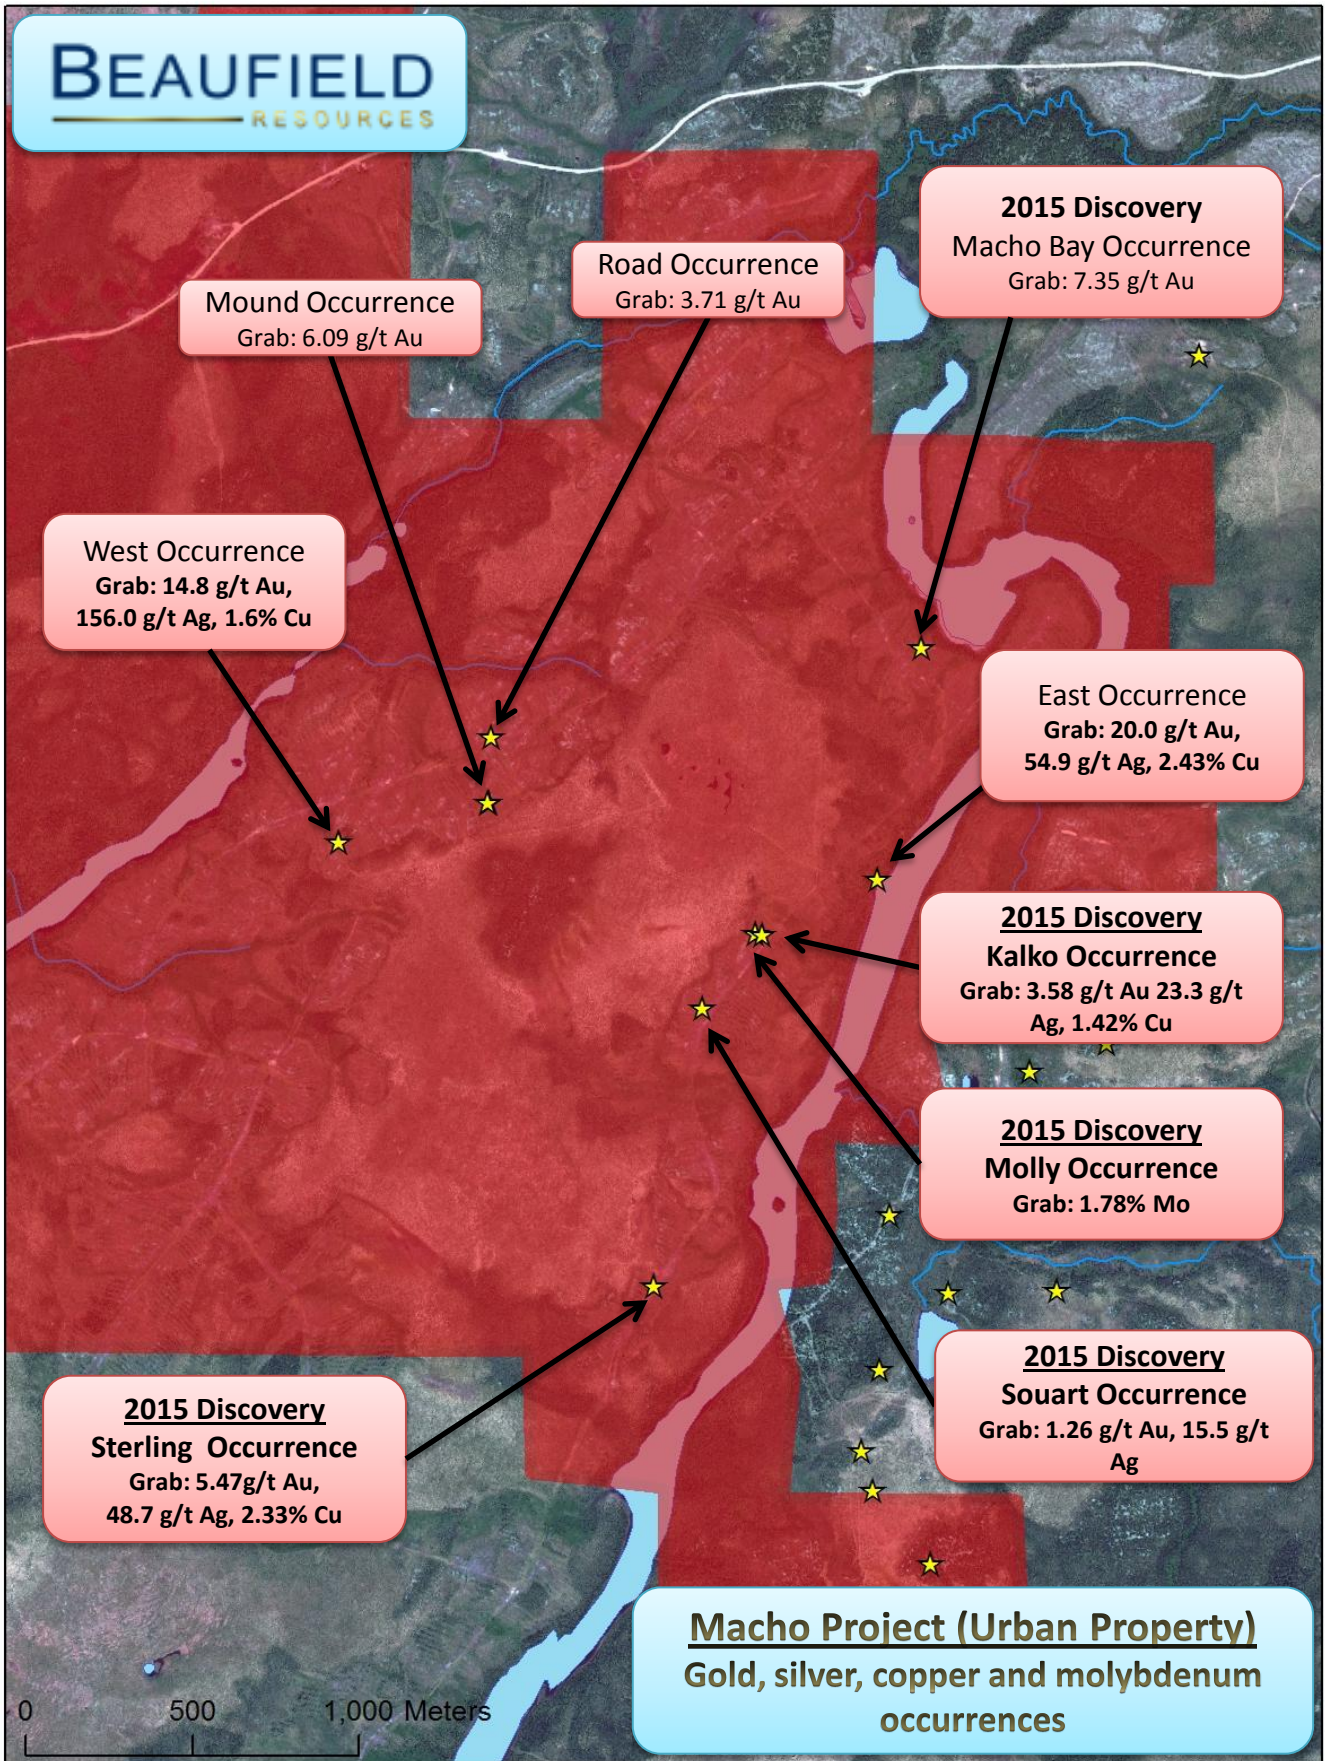 BEAUFIELD
RESOURCES
2015 Discovery
Macho Bay Occurrence
Grab: 7.35 g/t Au
Road Occurrence
Grab: 3.71 g/t Au
Mound Occurrence
Grab: 6.09 g/t Au
West Occurrence
Grab: 14.8 g/t Au,
156.0 g/t Ag, 1.6% Cu
East Occurrence
Grab: 20.0 g/t Au,
54.9 g/t Ag, 2.43% Cu
2015 Discovery
Kalko Occurrence
Grab: 3.58 g/t Au 23.3 g/t
Ag, 1.42% Cu
2015 Discovery
Molly Occurrence
Grab: 1.78% Mo
2015 Discovery
Souart Occurrence
Grab: 1.26 g/t Au, 15.5 g/t
Ag
2015 Discovery
Sterling Occurrence
Grab: 5.47g/t Au,
48.7 g/t Ag, 2.33% Cu
Macho Project (Urban Property)
Gold, silver, copper and molybdenum
occurrences
0 500 1,000 Meters